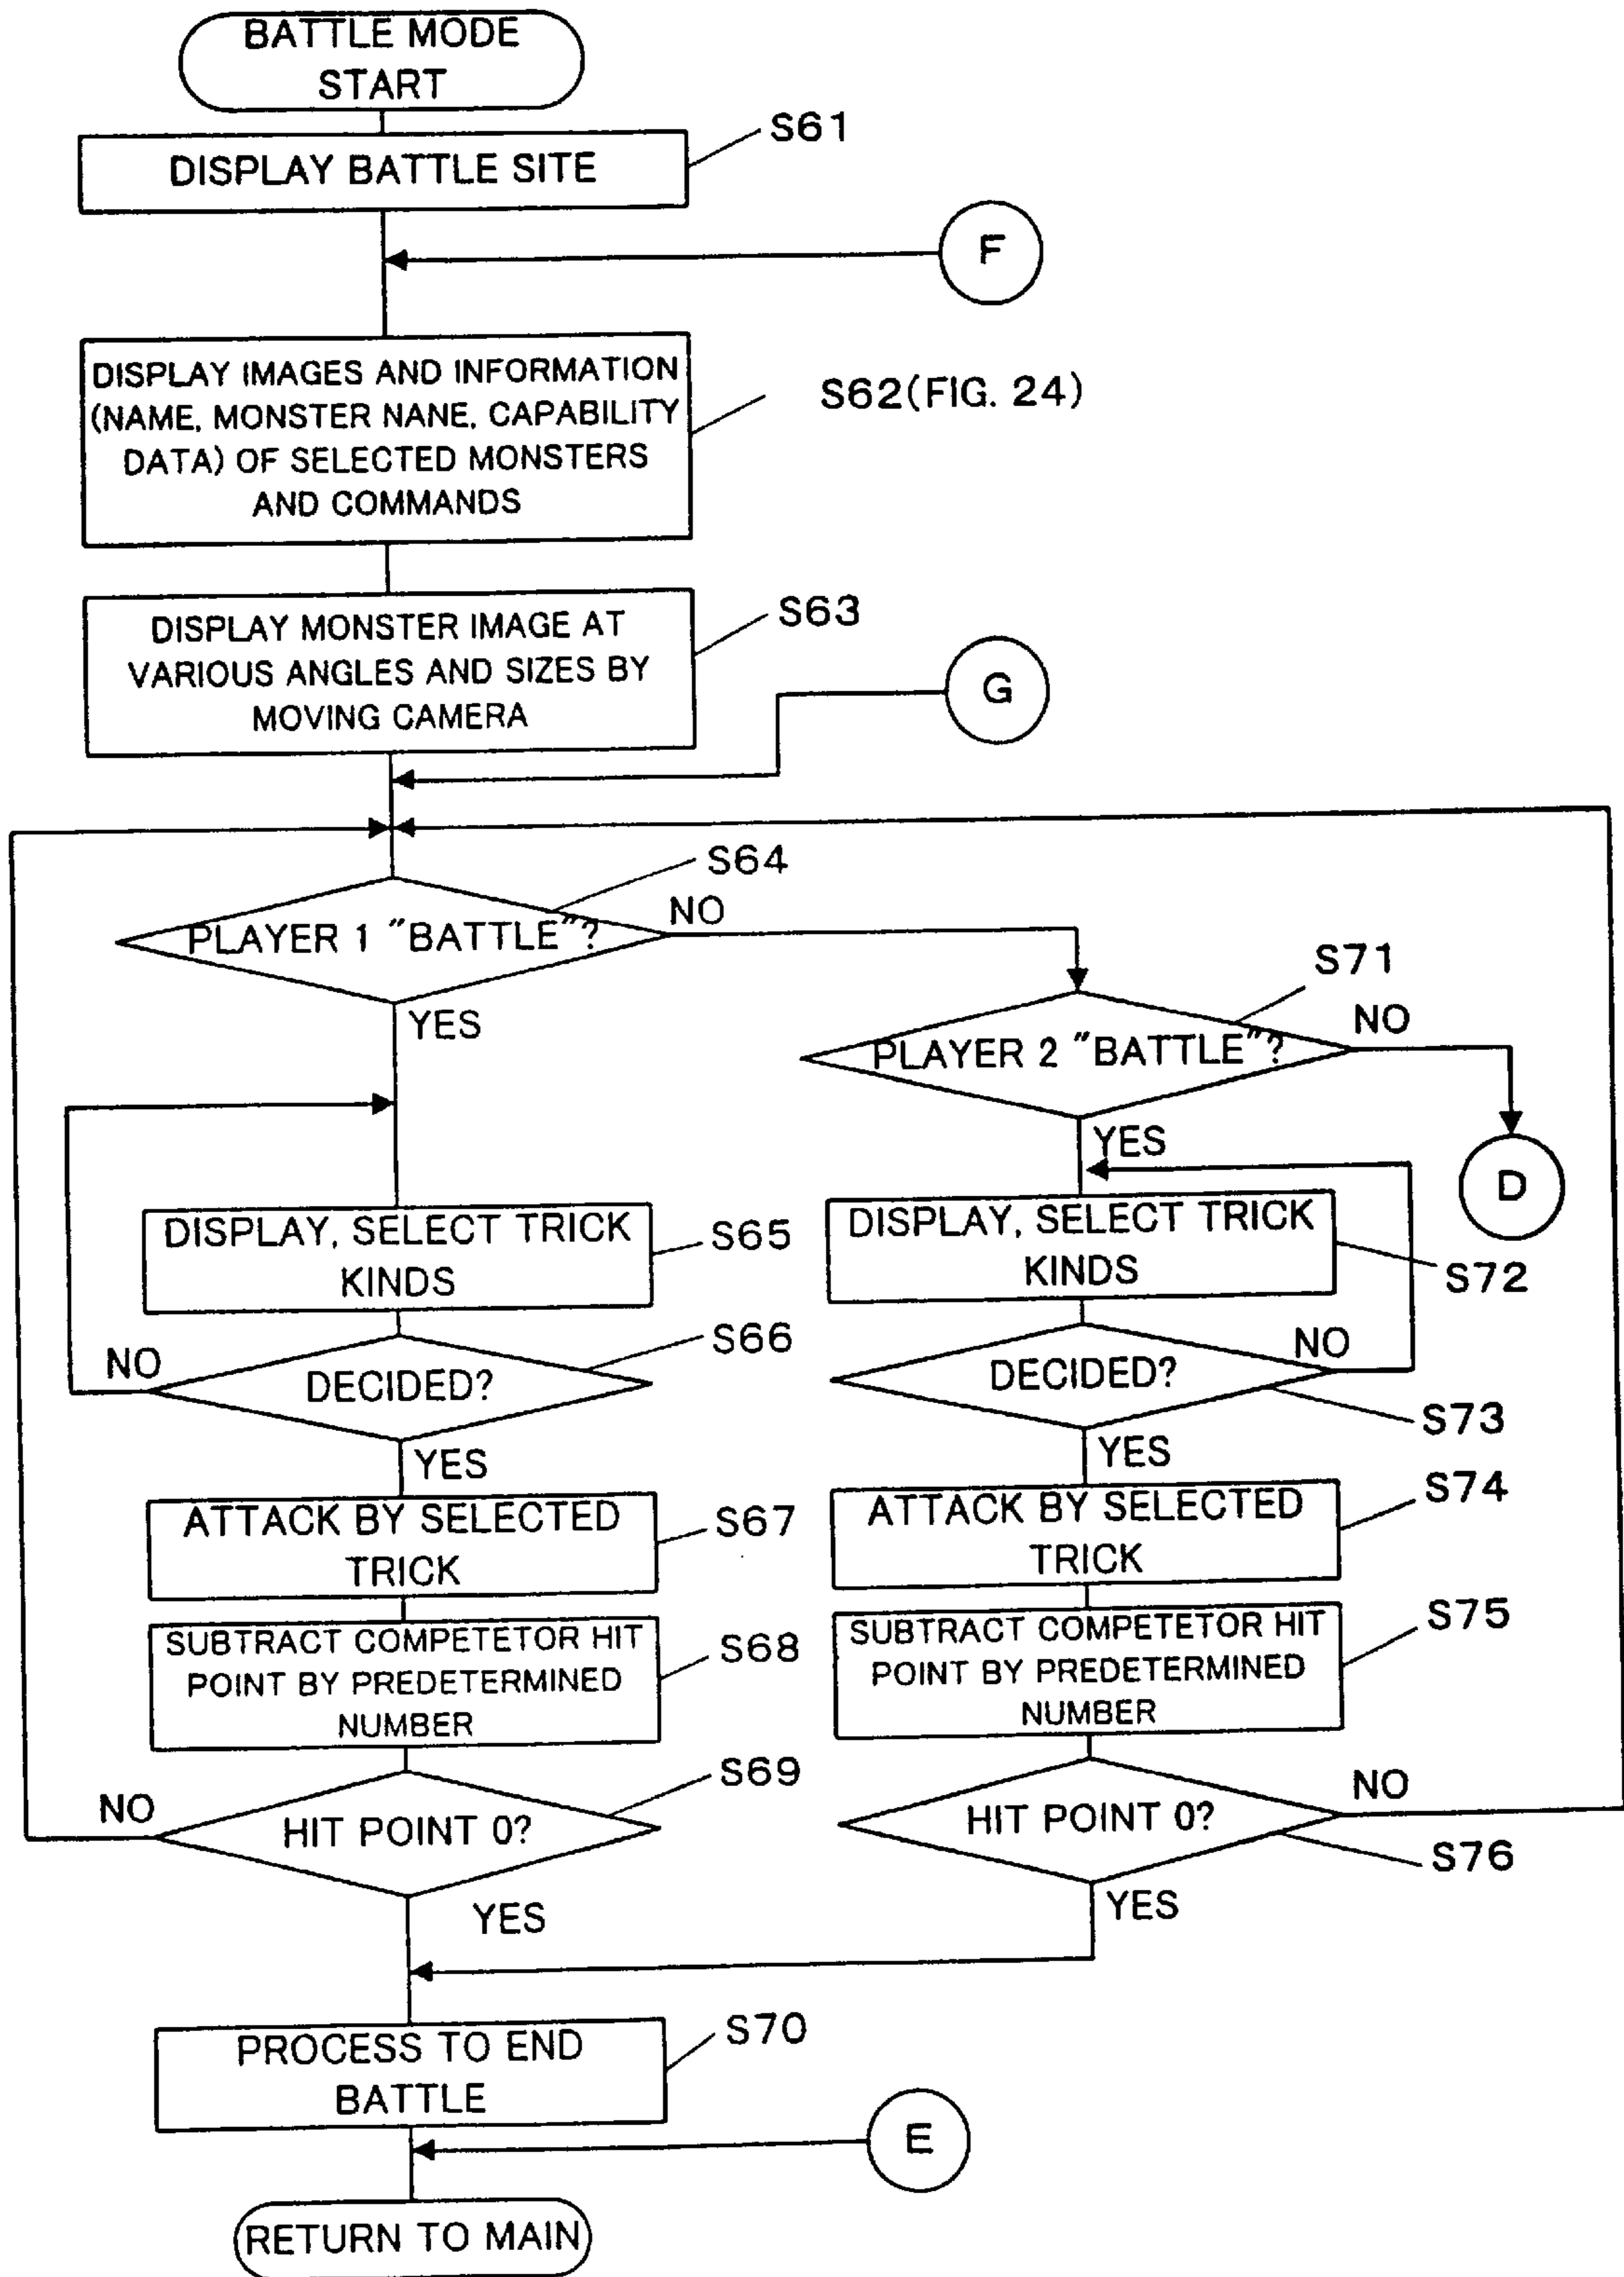 BATTLE MODE
START
S61
DISPLAY BATTLE SITE
F
DISPLAY IMAGES AND INFORMATION
(NAME, MONSTER NANE, CAPABILITY
DATA) OF SELECTED MONSTERS
AND COMMANDS
S62(FIG. 24)
DISPLAY MONSTER IMAGE AT
VARIOUS ANGLES AND SIZES BY
MOVING CAMERA
S63
G
S64
PLAYER 1 "BATTLE"?
NO
YES
S71
PLAYER 2 "BATTLE"?
NO
YES
D
DISPLAY, SELECT TRICK
KINDS
S65
DISPLAY, SELECT TRICK
KINDS
S72
S66
NO
DECIDED?
YES
NO
DECIDED?
S73
YES
ATTACK BY SELECTED
TRICK
S67
ATTACK BY SELECTED
TRICK
S74
SUBTRACT COMPETETOR HIT
POINT BY PREDETERMINED
NUMBER
S68
SUBTRACT COMPETETOR HIT
POINT BY PREDETERMINED
NUMBER
S75
S69
NO
HIT POINT 0?
YES
NO
HIT POINT 0?
S76
YES
PROCESS TO END
BATTLE
S70
E
RETURN TO MAIN